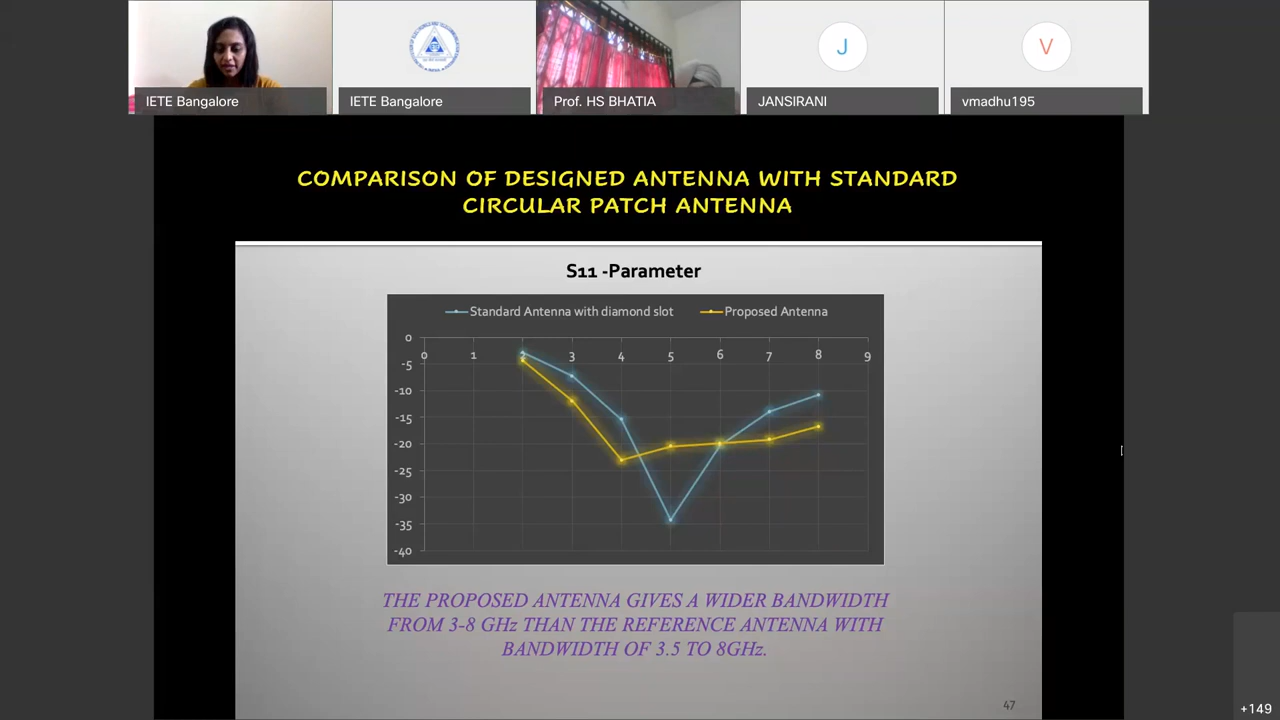 IETE Bangalore
IETE Bangalore
Prof. HS BHATIA
J
JANSIRANI
V
vmadhu195
COMPARISON OF DESIGNED ANTENNA WITH STANDARD
CIRCULAR PATCH ANTENNA
S11 -Parameter
Standard Antenna with diamond slot
Proposed Antenna
0
0 1 2 3 4 5 6 7 8 9
-5
-10
-15
-20
-25
-30
-35
-40
THE PROPOSED ANTENNA GIVES A WIDER BANDWIDTH
FROM 3-8 GHz THAN THE REFERENCE ANTENNA WITH
BANDWIDTH OF 3.5 TO 8GHz.
47
+149